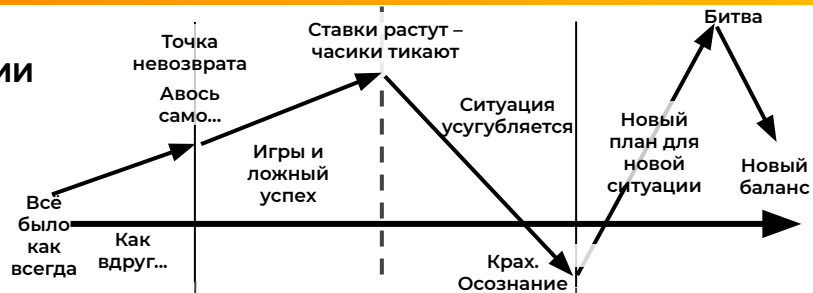 ИИ
Всё
было
как
всегда
Как
вдруг...
Точка
невозврата
Авось
само...
Игры и
ложный
успех
Ставки растут –
часики тикают
Ситуация
усугубляется
Крах.
Осознание
Новый
план для
новой
ситуации
Битва
Новый
баланс